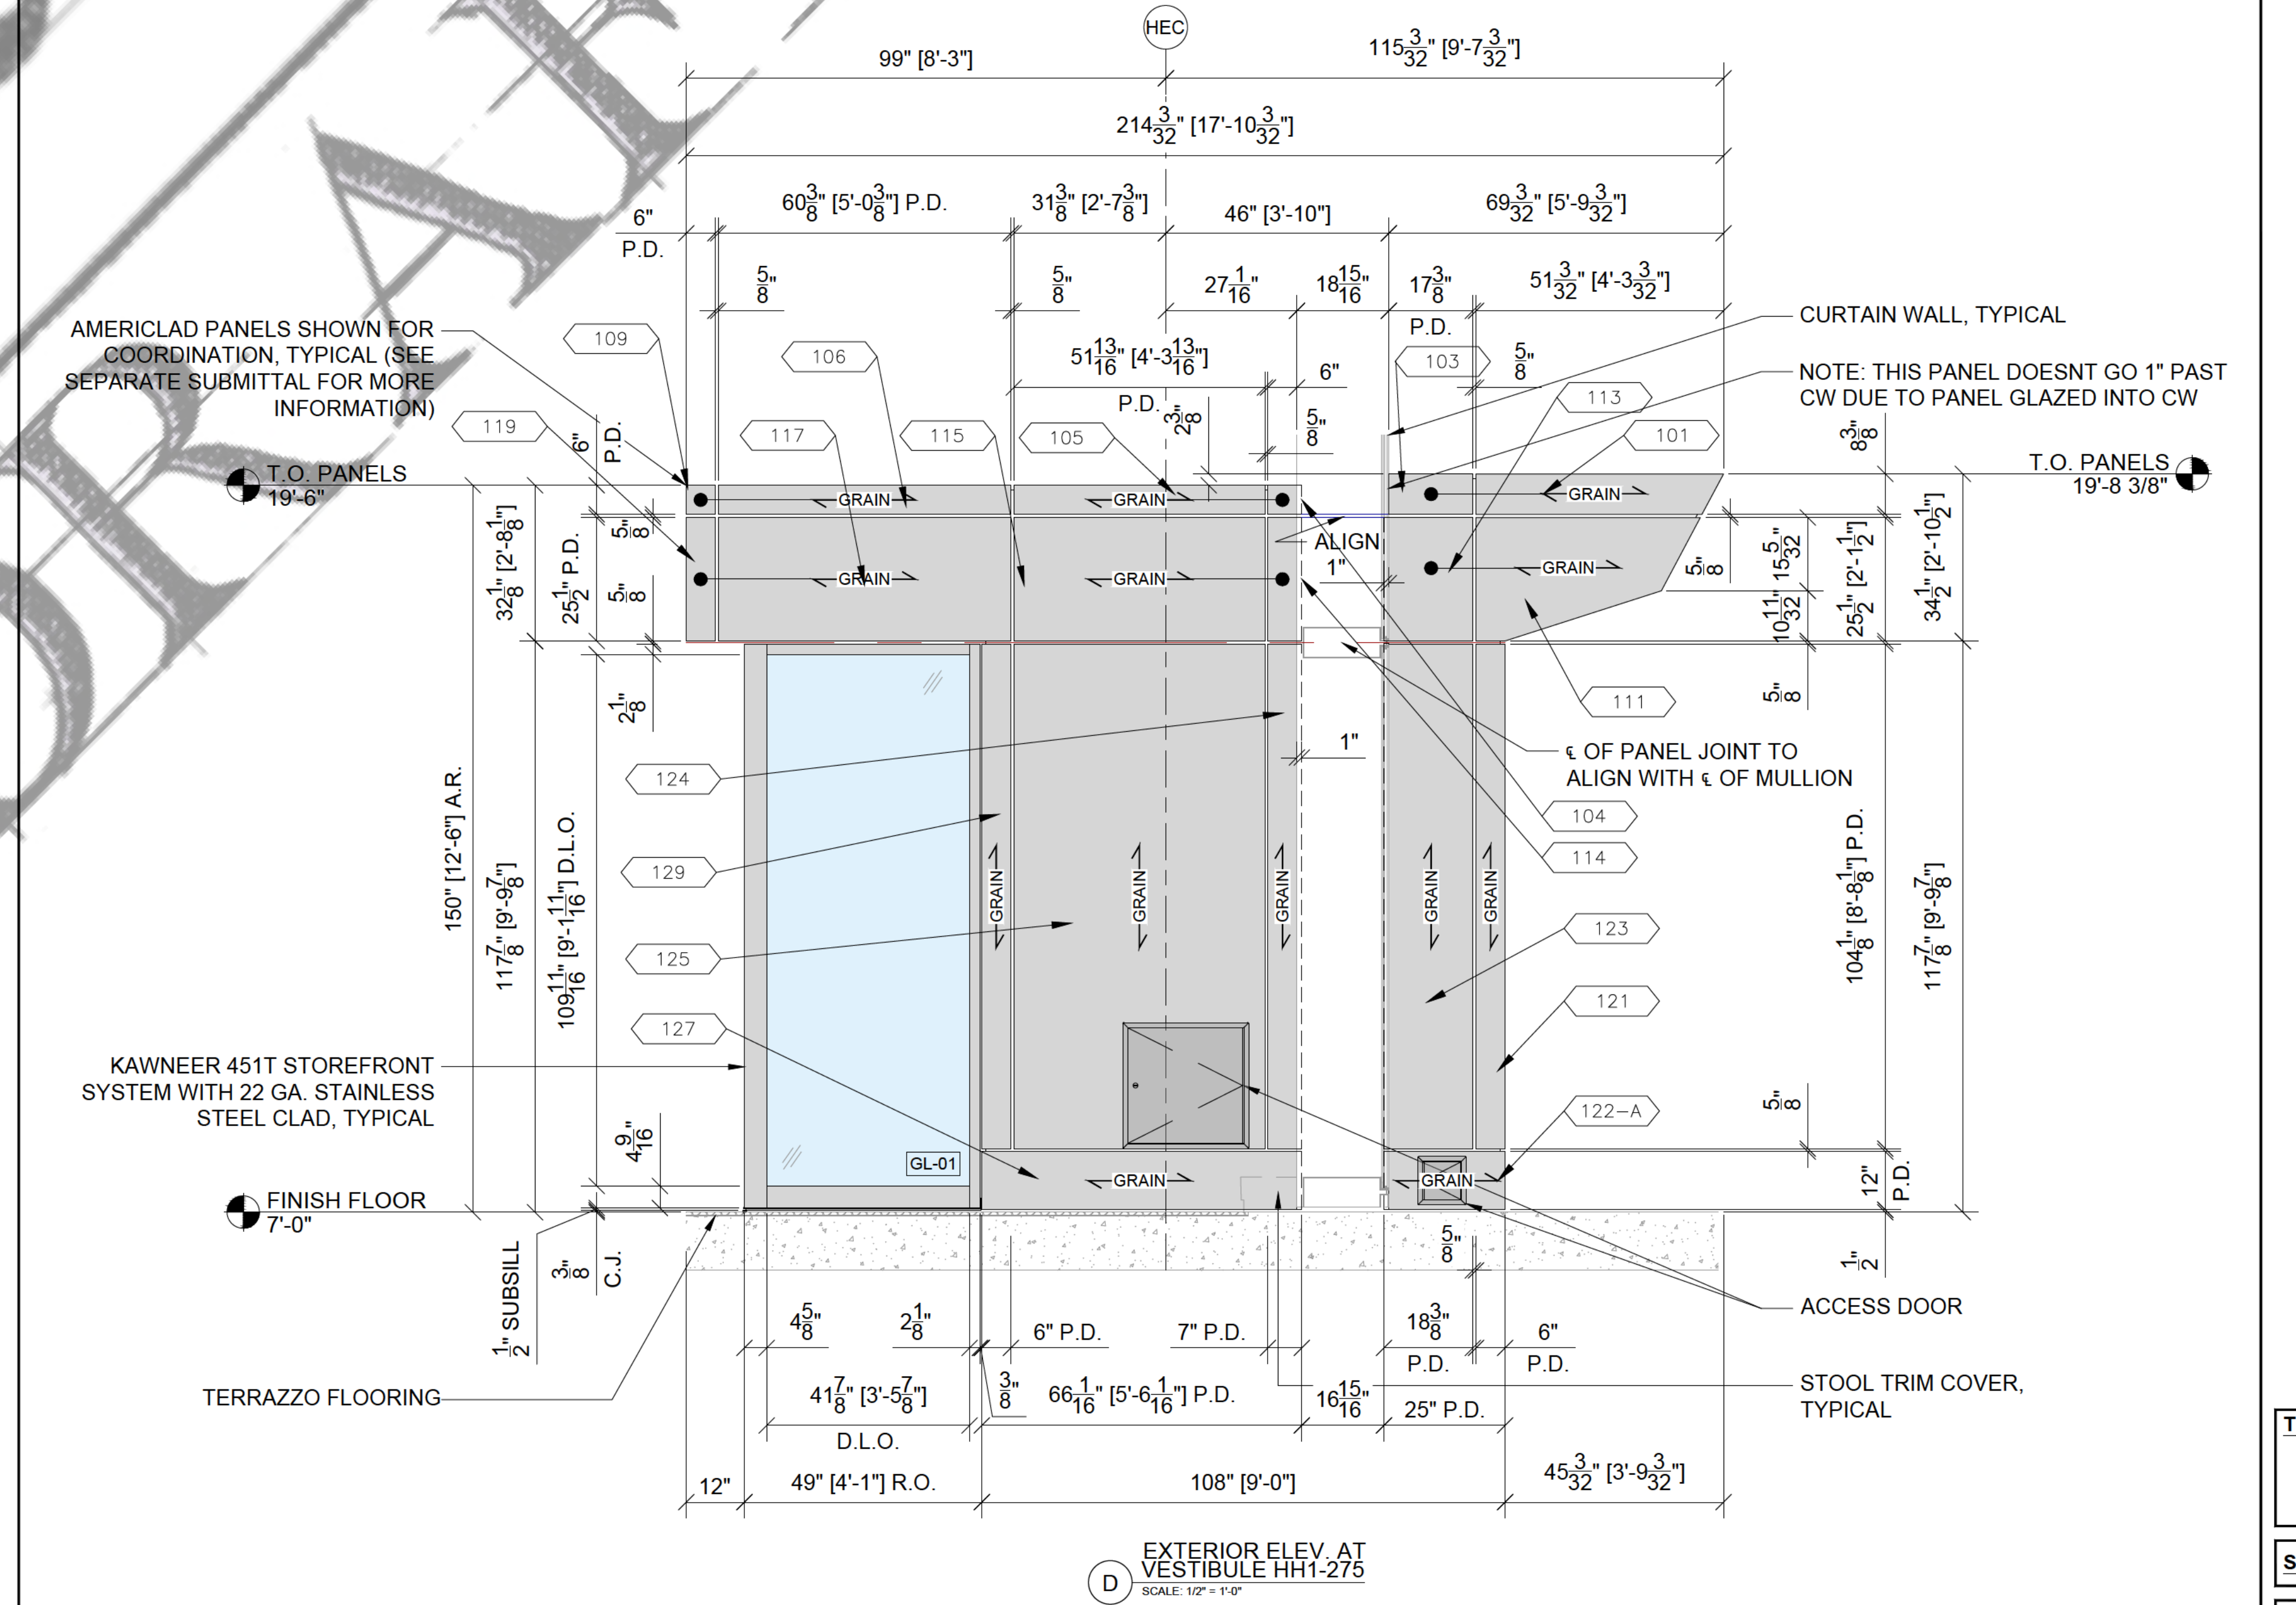 HEC
99" [8'-3"]
115 3/32" [9'-7 3/32"]
214 3/32" [17'-10 3/32"]
60 3/8" [5'-0 3/8"] P.D.
31 3/8" [2'-7 3/8"]
46" [3'-10"]
69 3/32" [5'-9 3/32"]
6"
P.D.
5/8"
5/8"
27 1/16"
18 15/16"
17 3/8"
P.D.
51 3/32" [4'-3 3/32"]
51 13/16" [4'-3 13/16"]
P.D.
6"
5/8"
5/8"
2 3/8"
AMERICLAD PANELS SHOWN FOR
COORDINATION, TYPICAL (SEE
SEPARATE SUBMITTAL FOR MORE
INFORMATION)
109
106
103
113
101
119
117
115
105
CURTAIN WALL, TYPICAL
NOTE: THIS PANEL DOESNT GO 1" PAST
CW DUE TO PANEL GLAZED INTO CW
6"
P.D.
8 3/8"
T.O. PANELS
19'-6"
T.O. PANELS
19'-8 3/8"
GRAIN
GRAIN
GRAIN
ALIGN
1"
GRAIN
GRAIN
GRAIN
32 1/8" [2'-8 1/8"]
25 1/2" P.D.
5/8"
5/8"
2 1/8"
5/8"
15 5/32"
10 11/32"
25 1/2" [2'-1 1/2"]
34 1/2" [2'-10 1/2"]
5/8"
111
1"
℄ OF PANEL JOINT TO
ALIGN WITH ℄ OF MULLION
124
104
114
129
150" [12'-6"] A.R.
117 7/8" [9'-9 7/8"]
109 11/16" [9'-1 11/16"] D.L.O.
GRAIN
GRAIN
GRAIN
GRAIN
GRAIN
104 1/8" [8'-8 1/8"] P.D.
117 7/8" [9'-9 7/8"]
123
125
121
127
KAWNEER 451T STOREFRONT
SYSTEM WITH 22 GA. STAINLESS
STEEL CLAD, TYPICAL
122-A
5/8"
4 9/16"
GL-01
GRAIN
GRAIN
12"
P.D.
FINISH FLOOR
7'-0"
1/2" SUBSILL
3/8"
C.J.
5/8"
1/2"
ACCESS DOOR
4 5/8"
2 1/8"
6" P.D.
7" P.D.
18 3/8"
P.D.
6"
P.D.
TERRAZZO FLOORING
41 7/8" [3'-5 7/8"]
D.L.O.
3/8"
66 1/16" [5'-6 1/16"] P.D.
16 15/16"
25" P.D.
STOOL TRIM COVER,
TYPICAL
12"
49" [4'-1"] R.O.
108" [9'-0"]
45 3/32" [3'-9 3/32"]
D
EXTERIOR ELEV. AT
VESTIBULE HH1-275
SCALE: 1/2" = 1'-0"